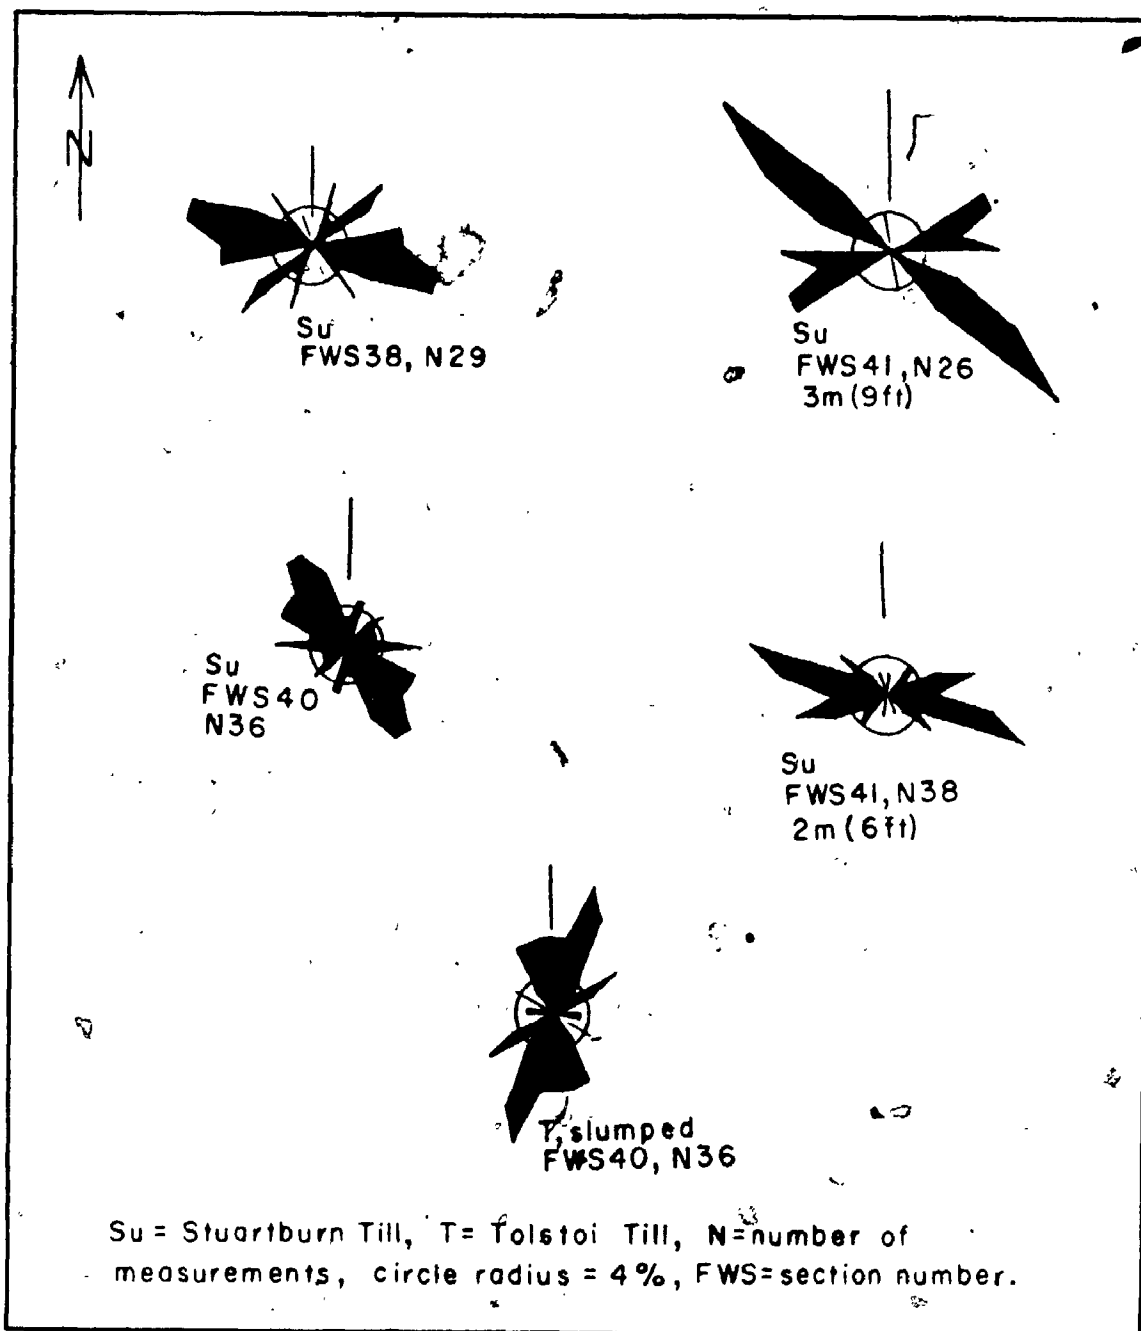 N
Su
FWS38, N29
Su
FWS41, N26
3m (9ft)
Su
FWS40
N36
Su
FWS41, N38
2m (6ft)
T, slumped
FWS40, N36
Su = Stuartburn Till, T= Tolstoi Till, N=number of
measurements, circle radius = 4%, FWS=section number.